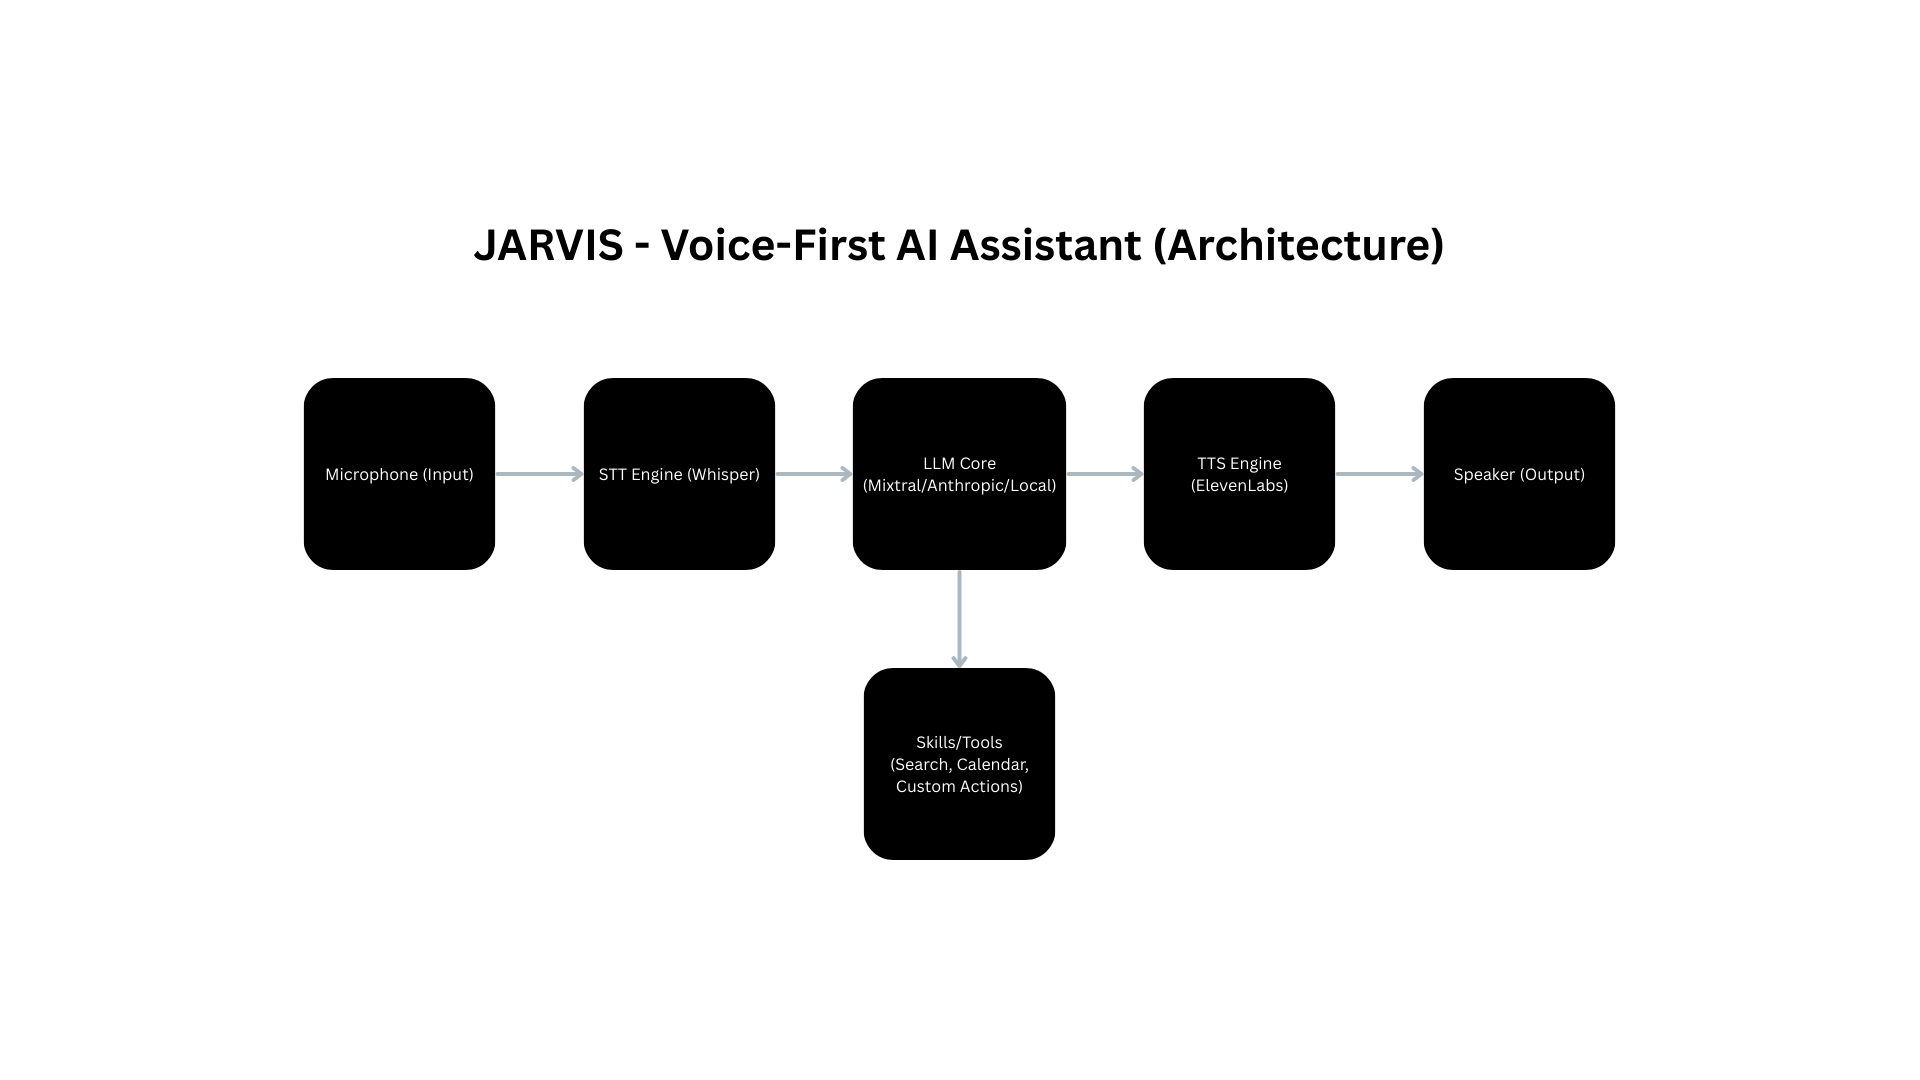 JARVIS - Voice-First AI Assistant (Architecture)
Microphone (Input)
STT Engine (Whisper)
LLM Core
(Mixtral/Anthropic/Local)
TTS Engine
(ElevenLabs)
Speaker (Output)
Skills/Tools
(Search, Calendar,
Custom Actions)